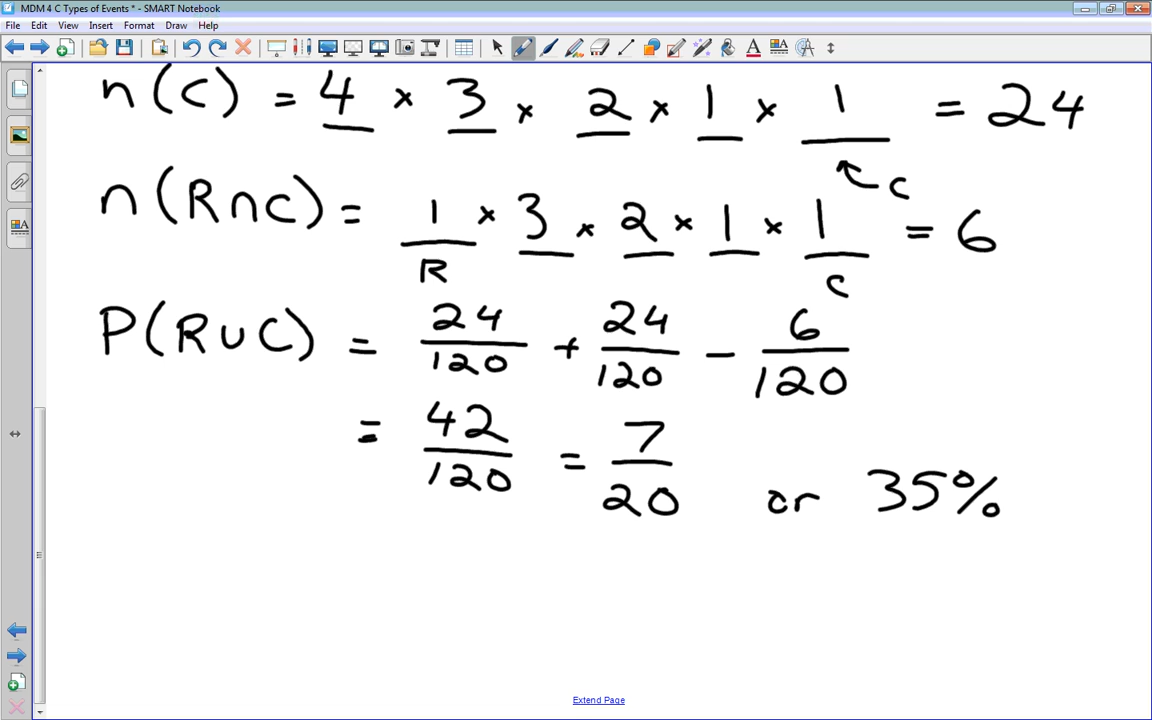 MDM 4 C Types of Events * - SMART Notebook
File Edit View Insert Format Draw Help
n(C) = 4 × 3 × 2 × 1 × 1 = 24
C
n(R∩C) = 1 × 3 × 2 × 1 × 1 = 6
R C
P(R∪C) = 24/120 + 24/120 - 6/120
= 42/120 = 7/20 or 35%
Extend Page